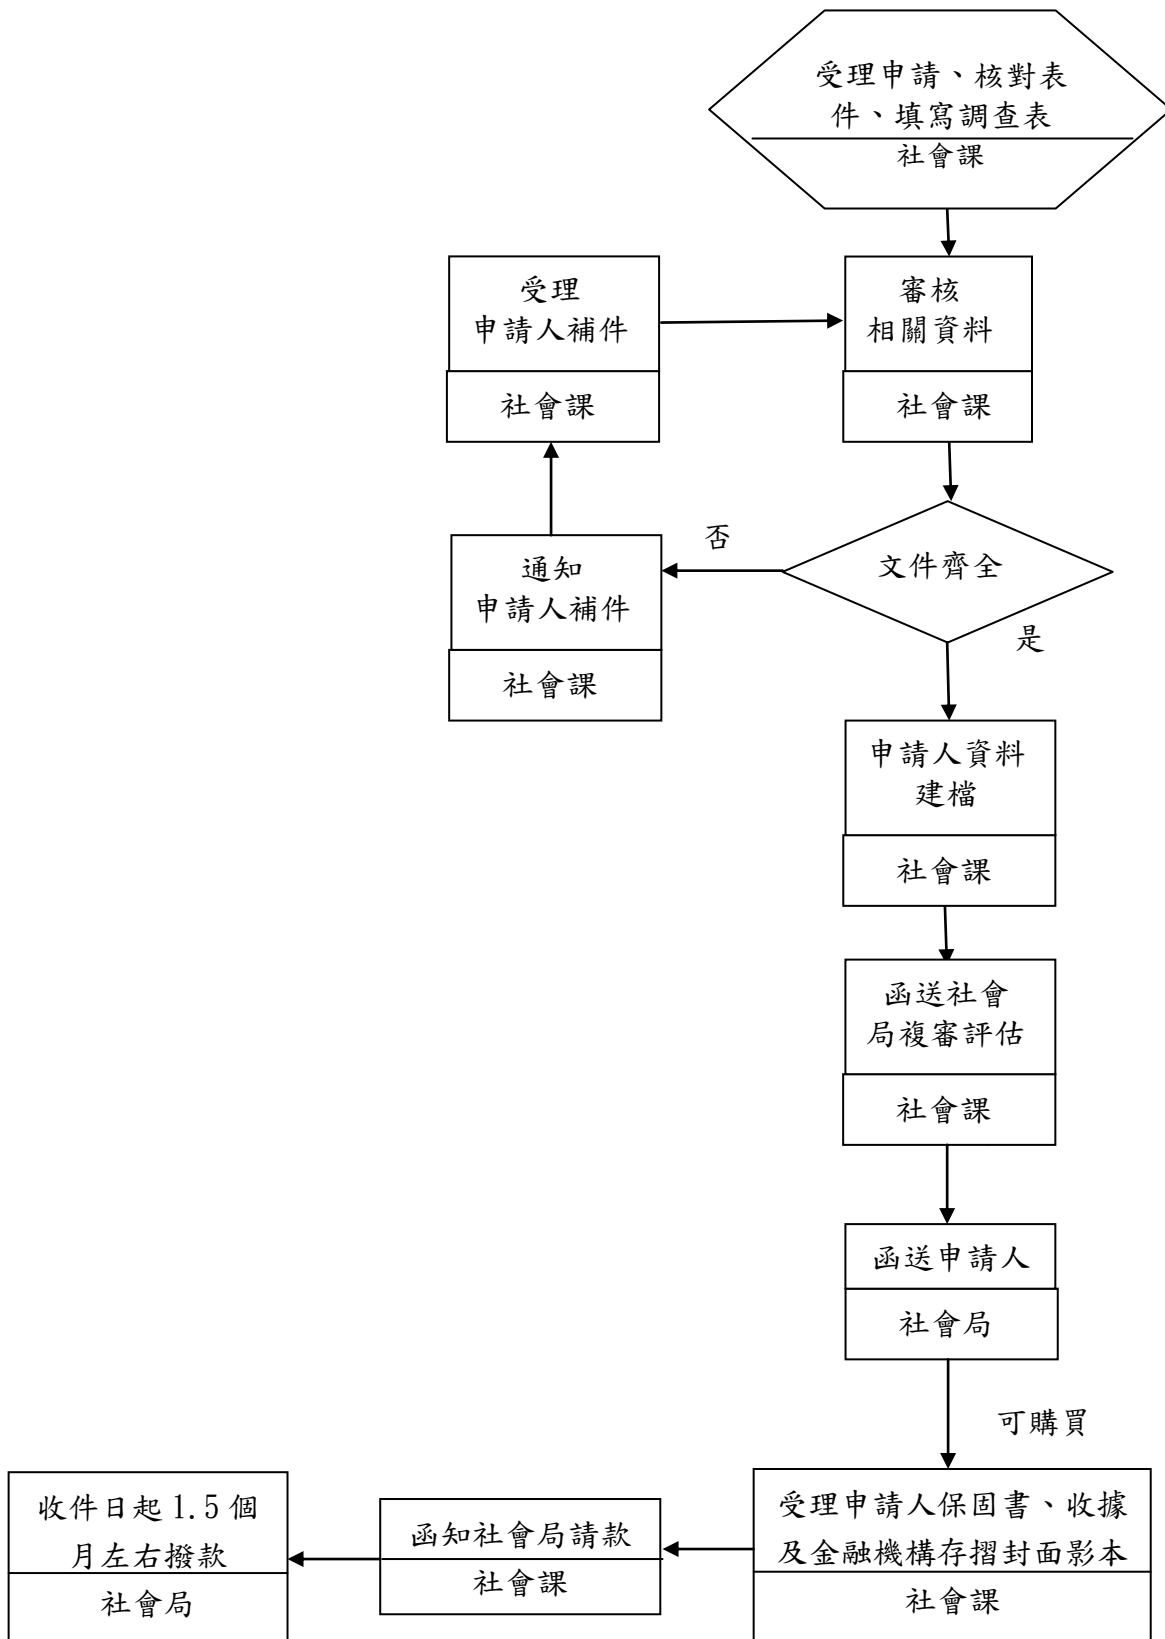 受理申請、核對表
件、填寫調查表
社會課
受理
申請人補件
社會課
審核
相關資料
社會課
否
文件齊全
是
通知
申請人補件
社會課
申請人資料
建檔
社會課
函送社會
局複審評估
社會課
函送申請人
社會局
可購買
受理申請人保固書、收據
及金融機構存摺封面影本
社會課
函知社會局請款
社會課
收件日起 1.5 個
月左右撥款
社會局